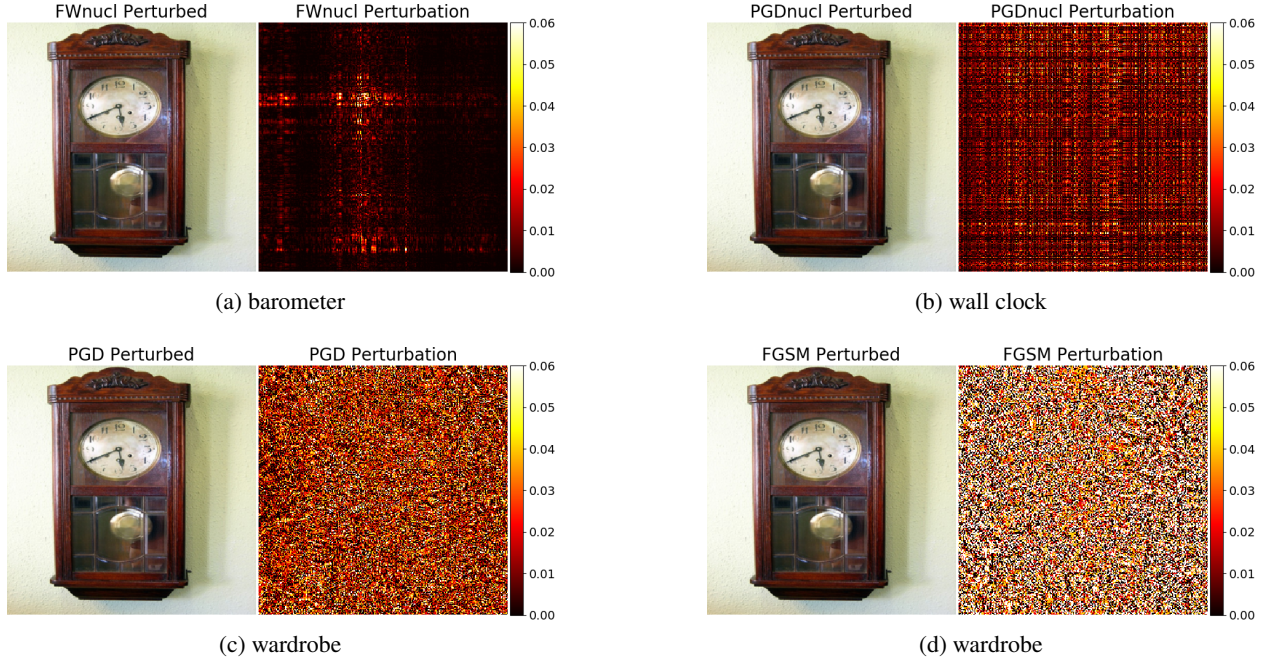 FWnucl Perturbed
FWnucl Perturbation
0.06
0.05
0.04
0.03
0.02
0.01
0.00
(a) barometer
PGDnucl Perturbed
PGDnucl Perturbation
0.06
0.05
0.04
0.03
0.02
0.01
0.00
(b) wall clock
PGD Perturbed
PGD Perturbation
0.06
0.05
0.04
0.03
0.02
0.01
0.00
(c) wardrobe
FGSM Perturbed
FGSM Perturbation
0.06
0.05
0.04
0.03
0.02
0.01
0.00
(d) wardrobe